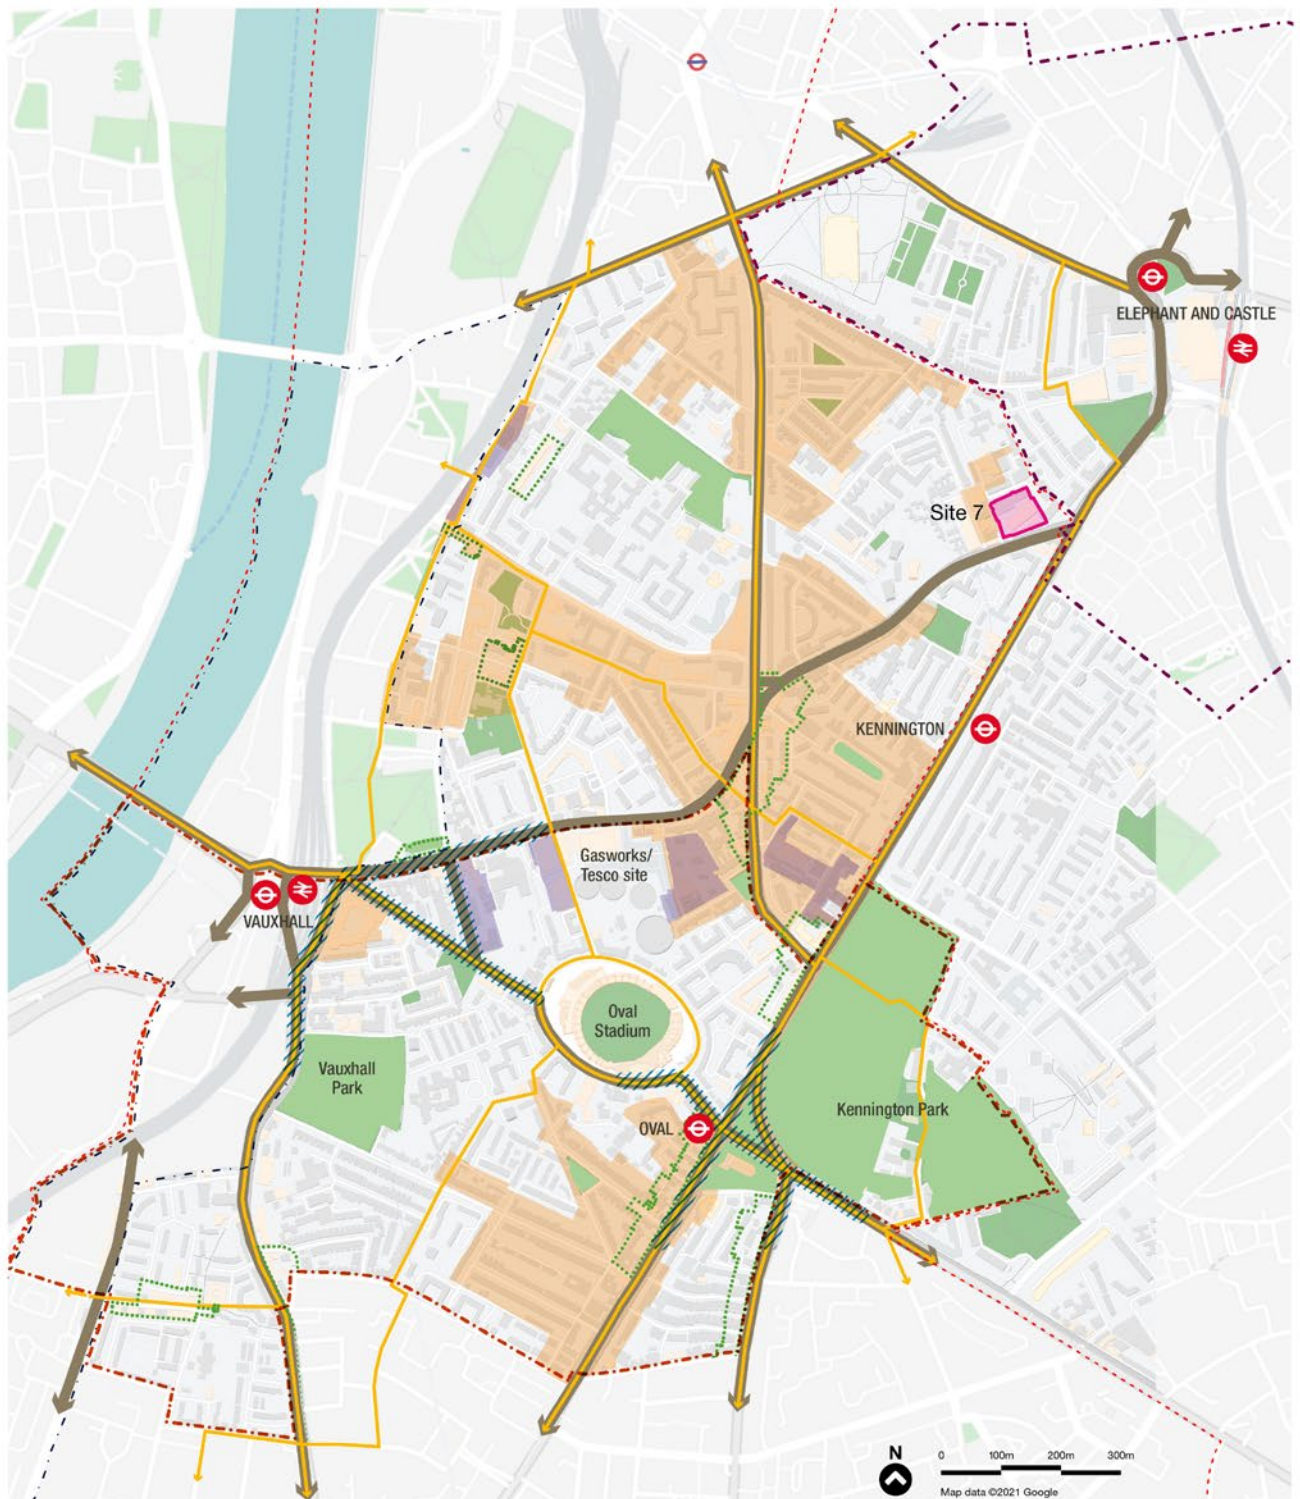 ELEPHANT AND CASTLE
Site 7
KENNINGTON
Gasworks/
Tesco site
VAUXHALL
Oval
Stadium
Vauxhall
Park
Kennington Park
OVAL
N
0 100m 200m 300m
Map data ©2021 Google